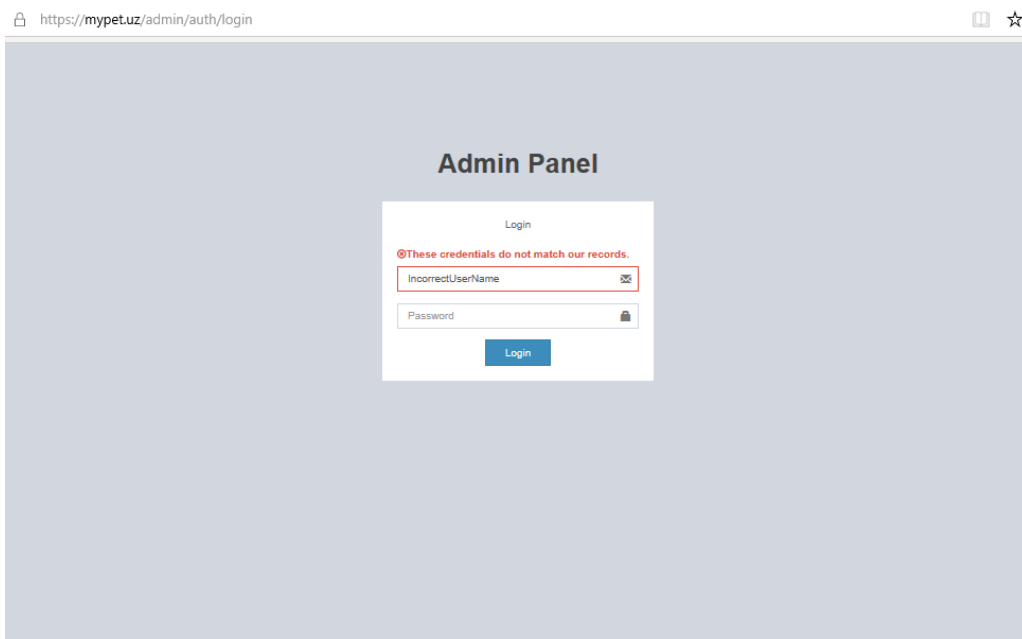 https://mypet.uz/admin/auth/login
Admin Panel
Login
These credentials do not match our records.
IncorrectUserName
Password
Login